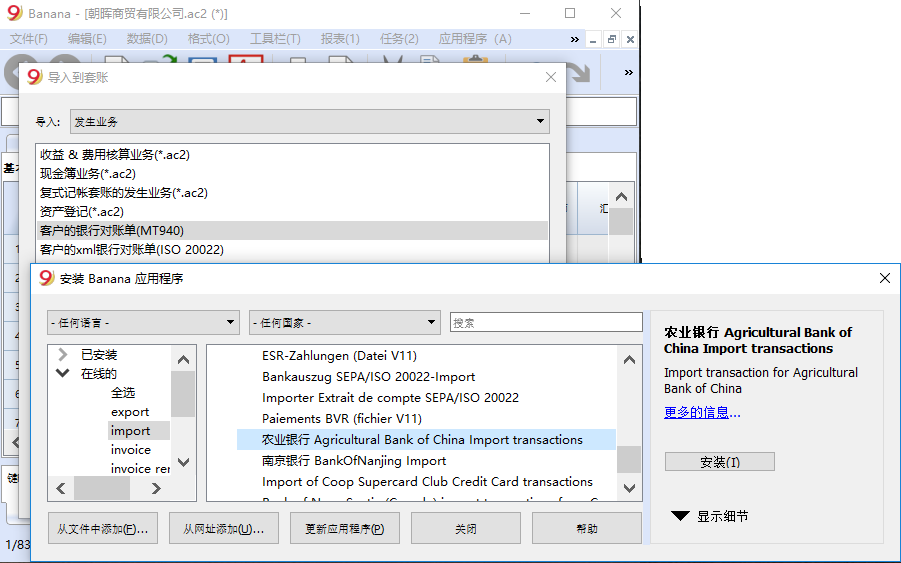 Banana - [朝晖商贸有限公司.ac2 (*)]
文件(F) 编辑(E) 数据(D) 格式(O) 工具栏(T) 报表(1) 任务(2) 应用程序 (A) »
导入到套账
»
导入: 发生业务
收益 & 费用核算业务(*.ac2)
现金簿业务(*.ac2)
复式记帐套账的发生业务(*.ac2)
资产登记(*.ac2)
客户的银行对账单(MT940)
客户的xml银行对账单(ISO 20022)
安装 Banana 应用程序
- 任何语言 - - 任何国家 - 搜索
已安装
在线的
全选
export
import
invoice
ESR-Zahlungen (Datei V11)
Bankauszug SEPA/ISO 20022-Import
Importer Extrait de compte SEPA/ISO 20022
Paiements BVR (fichier V11)
农业银行 Agricultural Bank of China Import transactions
南京银行 BankOfNanjing Import
Import of Coop Supercard Club Credit Card transactions
农业银行 Agricultural Bank of
China Import transactions
Import transaction for Agricultural
Bank of China
更多的信息...
安装(I)
显示细节
从文件中添加(F)... 从网址添加(U)... 更新应用程序(P) 关闭 帮助
1/83